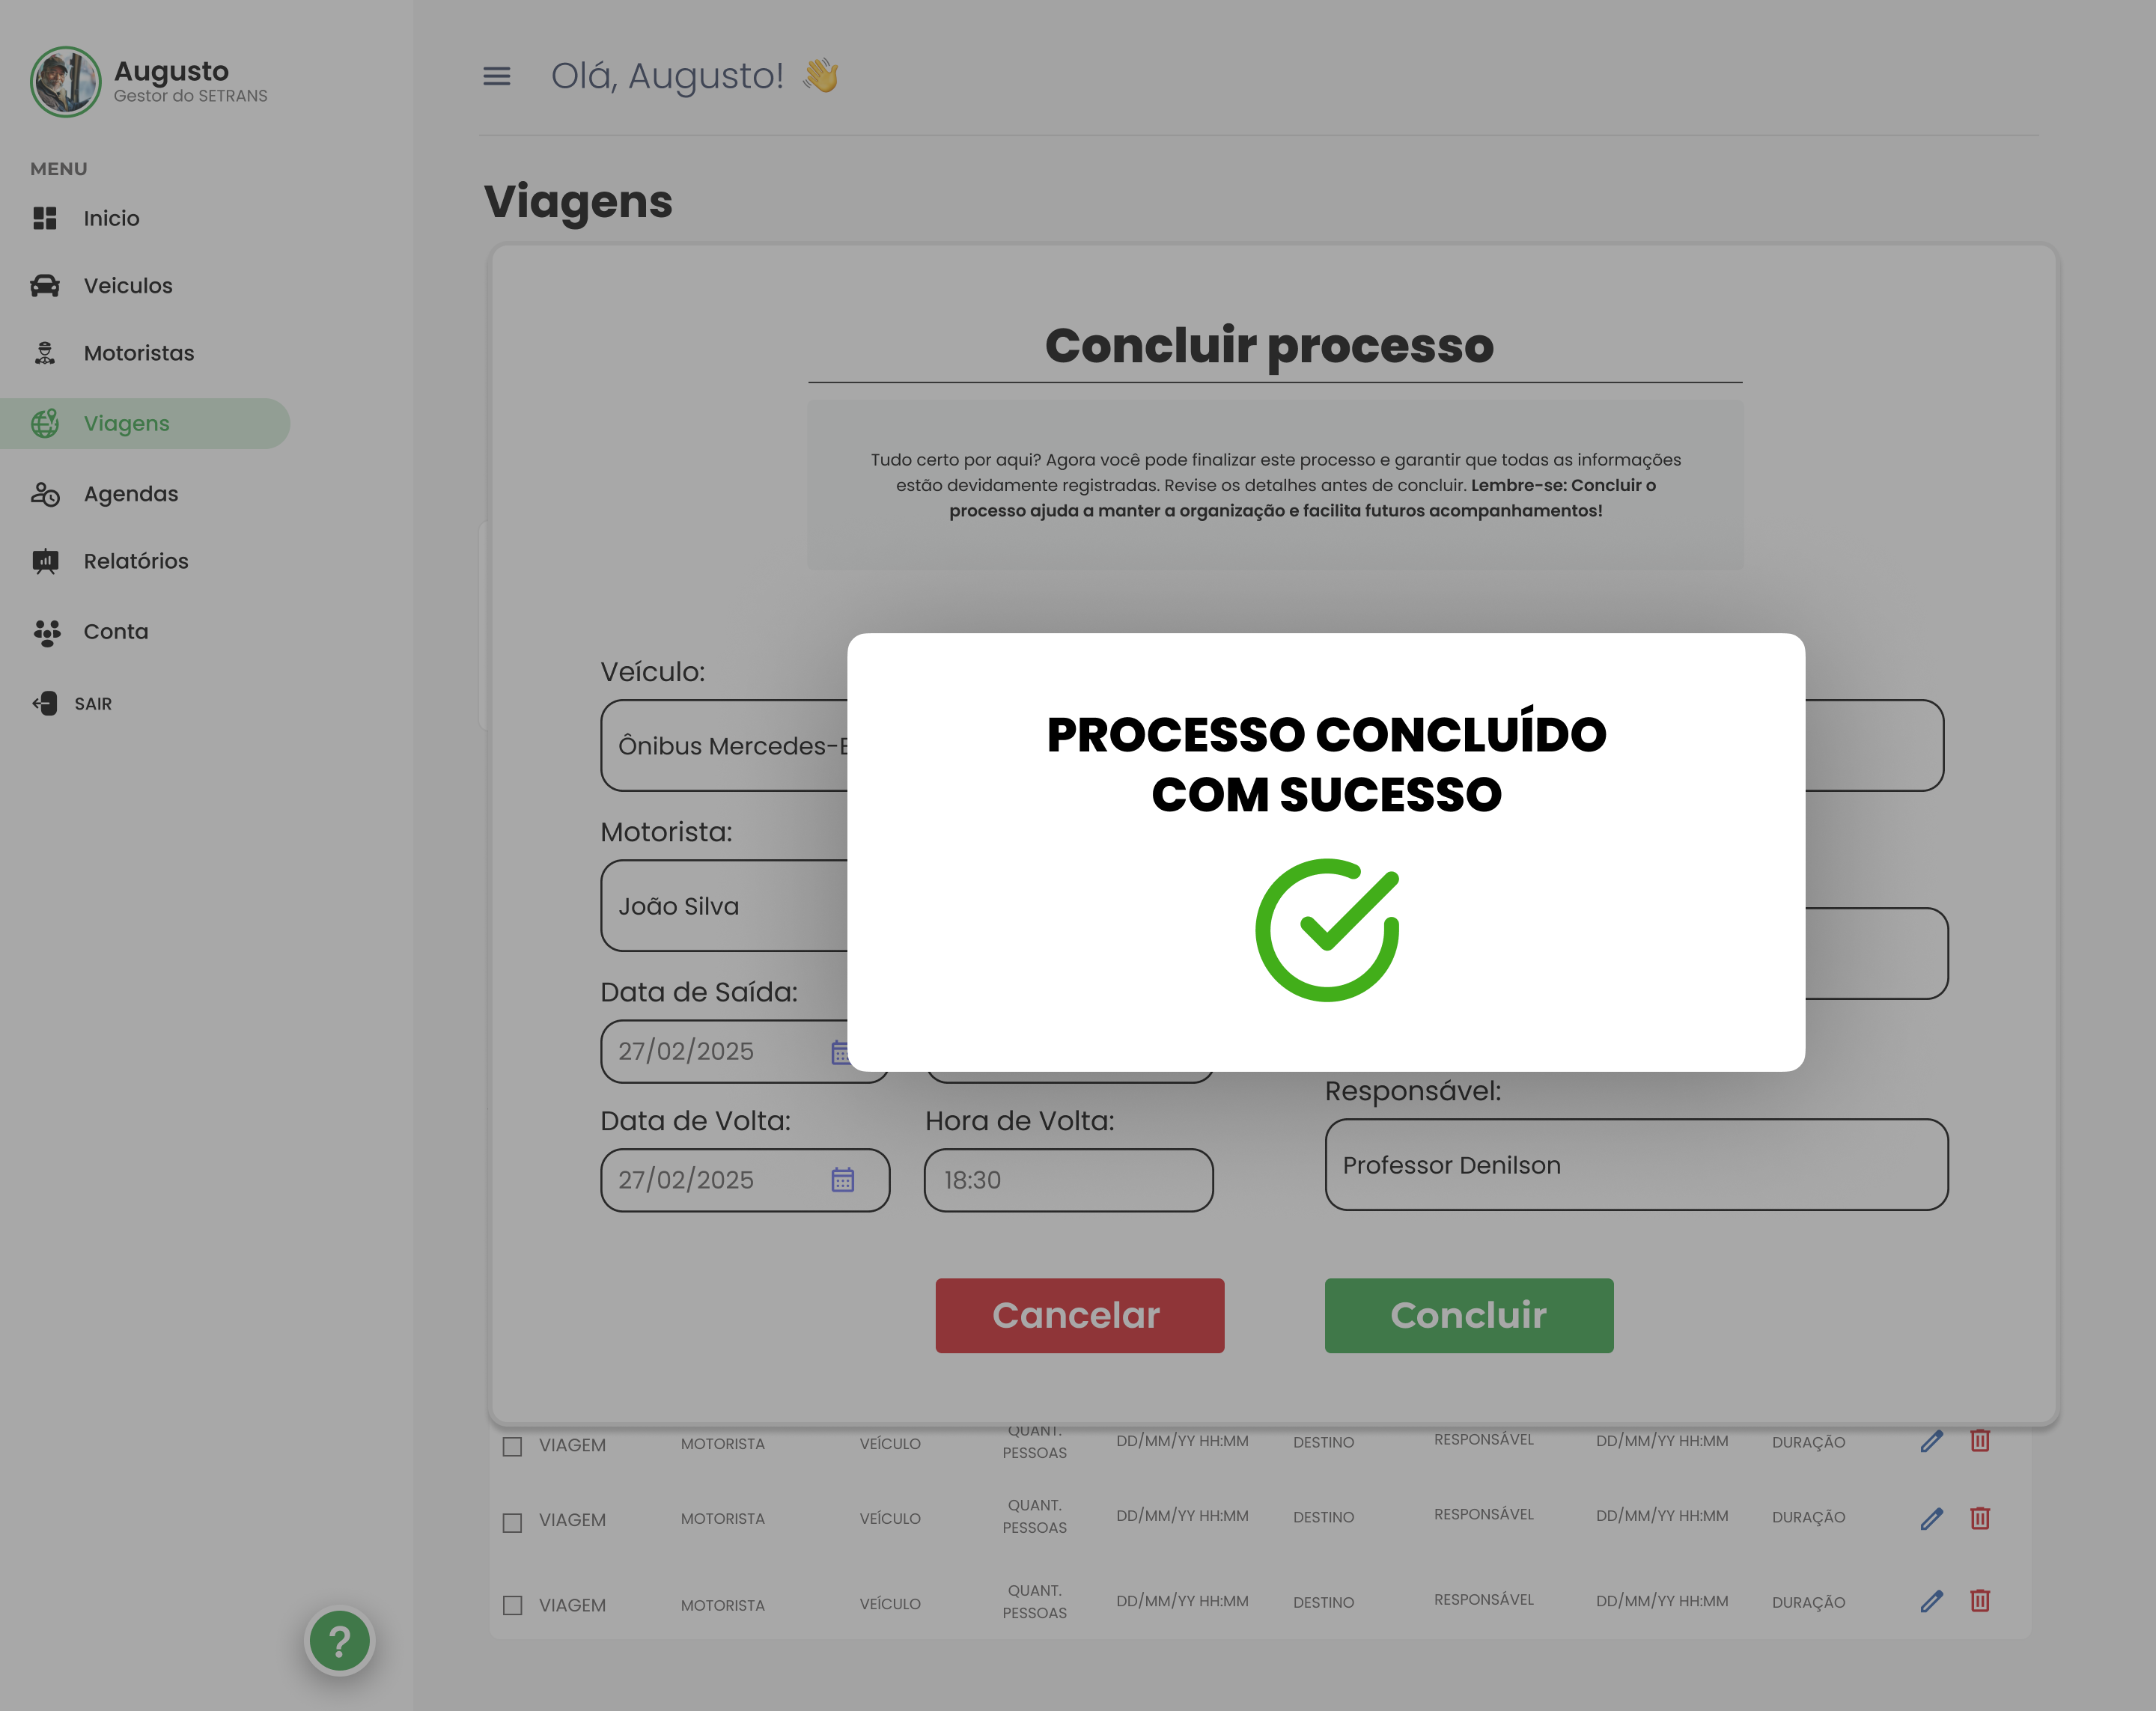 Augusto
Gestor do SETRANS
MENU
Inicio
Veiculos
Motoristas
Viagens
Agendas
Relatórios
Conta
SAIR
?
Olá, Augusto! 👋
Viagens
Concluir processo
Tudo certo por aqui? Agora você pode finalizar este processo e garantir que todas as informações
estão devidamente registradas. Revise os detalhes antes de concluir. Lembre-se: Concluir o
processo ajuda a manter a organização e facilita futuros acompanhamentos!
Veículo:
Ônibus Mercedes-
Motorista:
João Silva
Data de Saída:
27/02/2025
Data de Volta:
27/02/2025
Hora de Volta:
18:30
PROCESSO CONCLUÍDO
COM SUCESSO
Responsável:
Professor Denilson
Cancelar
Concluir
VIAGEM MOTORISTA VEÍCULO QUANT. PESSOAS DD/MM/YY HH:MM DESTINO RESPONSÁVEL DD/MM/YY HH:MM DURAÇÃO
VIAGEM MOTORISTA VEÍCULO QUANT. PESSOAS DD/MM/YY HH:MM DESTINO RESPONSÁVEL DD/MM/YY HH:MM DURAÇÃO
VIAGEM MOTORISTA VEÍCULO QUANT. PESSOAS DD/MM/YY HH:MM DESTINO RESPONSÁVEL DD/MM/YY HH:MM DURAÇÃO